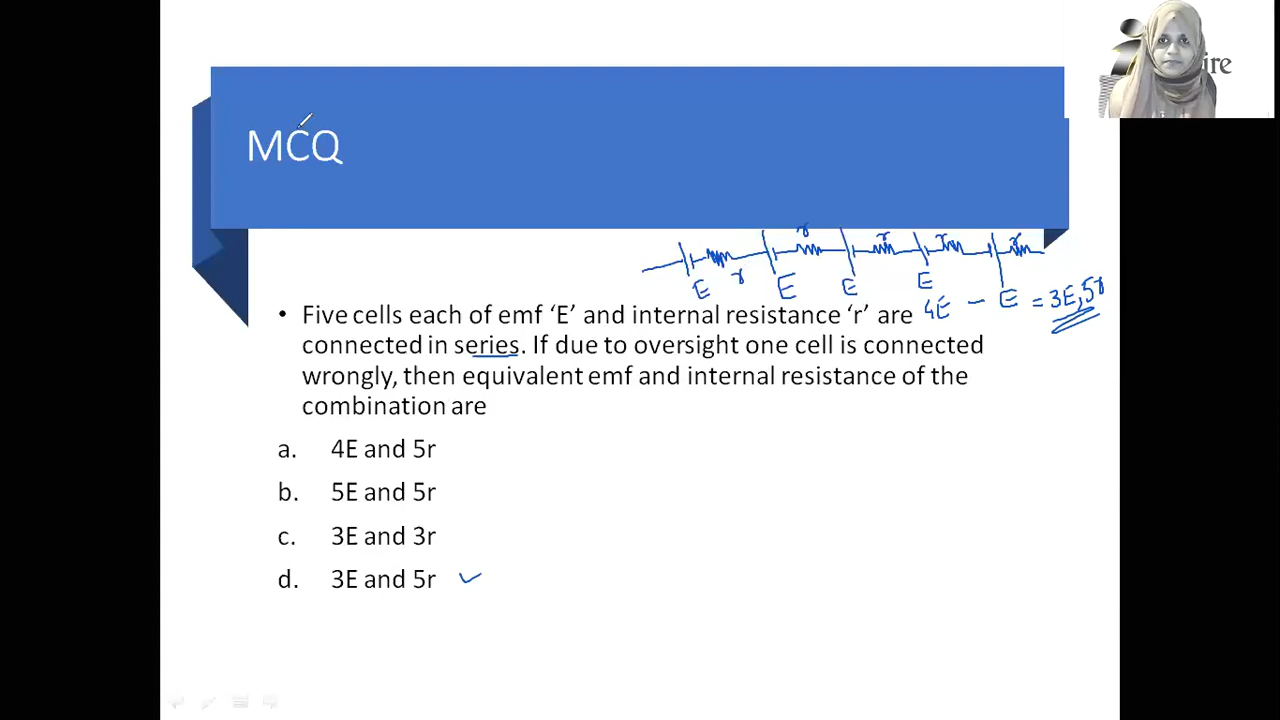 ire
MCQ
r r r r
r
E E E E
4E – E = 3E, 5r
• Five cells each of emf ‘E’ and internal resistance ‘r’ are
connected in series. If due to oversight one cell is connected
wrongly, then equivalent emf and internal resistance of the
combination are
a. 4E and 5r
b. 5E and 5r
c. 3E and 3r
d. 3E and 5r ✓